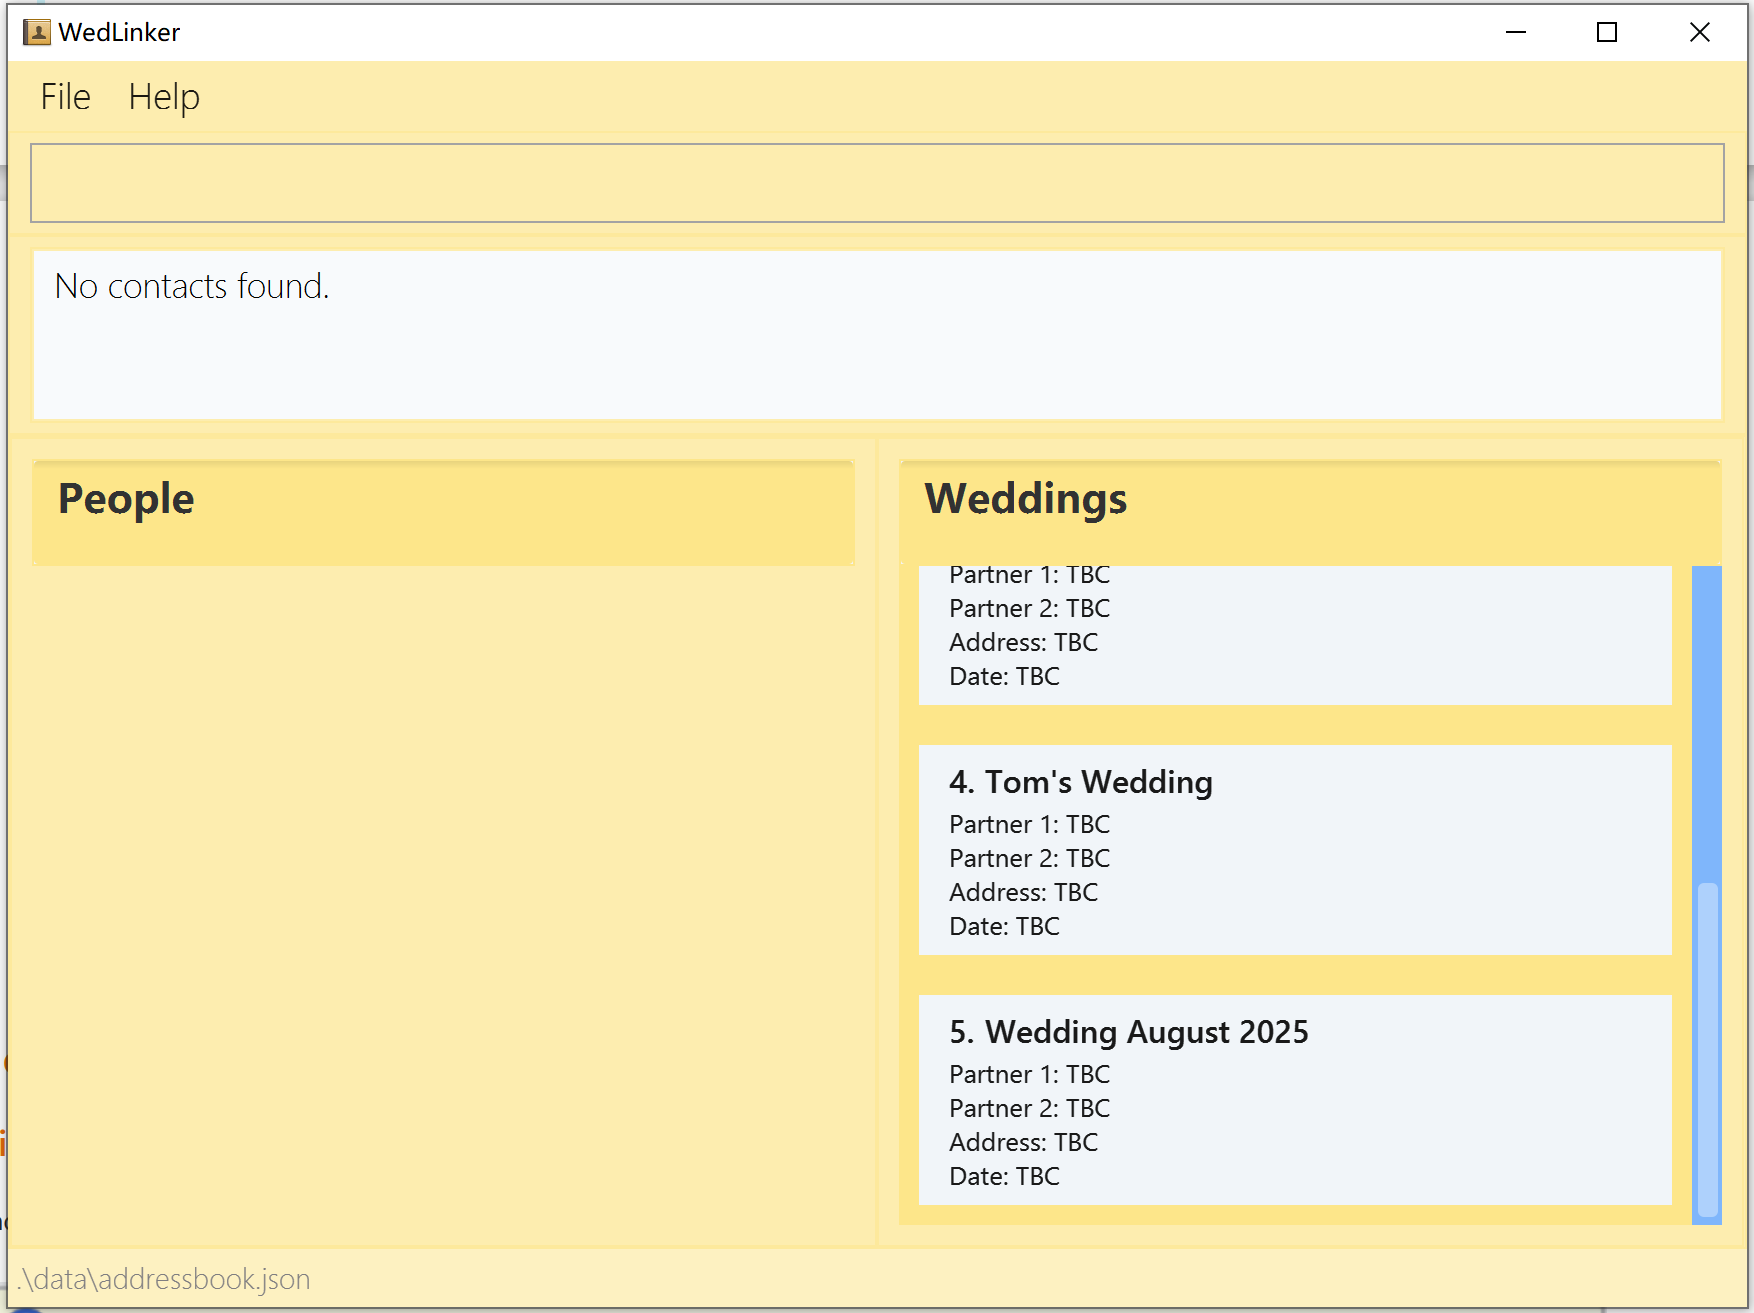 WedLinker
File Help
No contacts found.
People
Weddings
Partner 1: TBC
Partner 2: TBC
Address: TBC
Date: TBC
4. Tom's Wedding
Partner 1: TBC
Partner 2: TBC
Address: TBC
Date: TBC
5. Wedding August 2025
Partner 1: TBC
Partner 2: TBC
Address: TBC
Date: TBC
.\data\addressbook.json